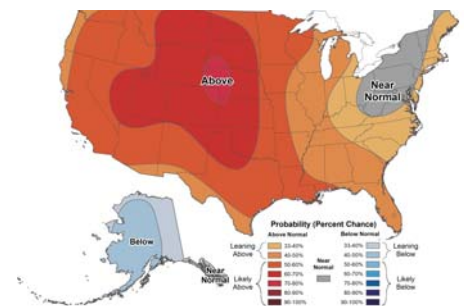 Above
Near
Normal
Below
Near
Normal
Probability (Percent Chance)
Above Normal
Below Normal
Leaning
Above
33-40%
40-50%
50-60%
60-70%
70-80%
80-90%
90-100%
Likely
Above
Near
Normal
33-40%
40-50%
50-60%
60-70%
70-80%
80-90%
90-100%
Leaning
Below
Likely
Below